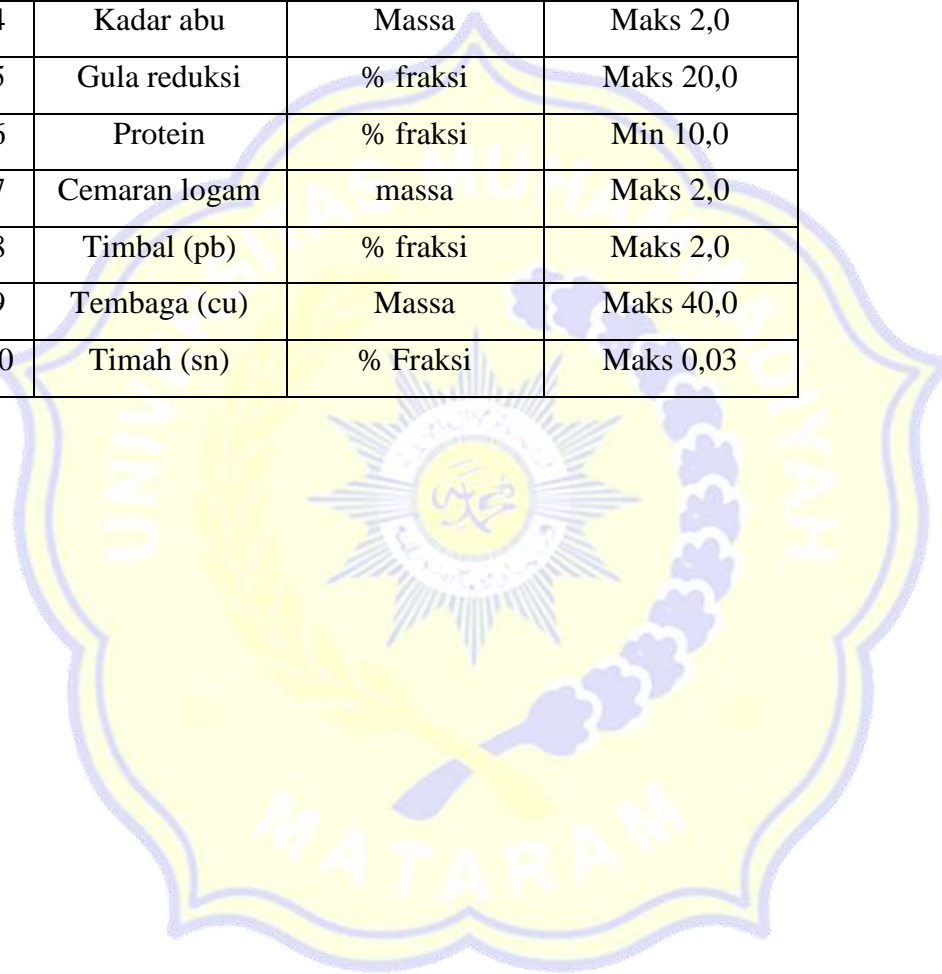 4 Kadar abu Massa Maks 2,0
5 Gula reduksi % fraksi Maks 20,0
6 Protein % fraksi Min 10,0
7 Cemaran logam massa Maks 2,0
8 Timbal (pb) % fraksi Maks 2,0
9 Tembaga (cu) Massa Maks 40,0
0 Timah (sn) % Fraksi Maks 0,03
UNIVERSITAS MUHAMMADIYAH
MATARAM